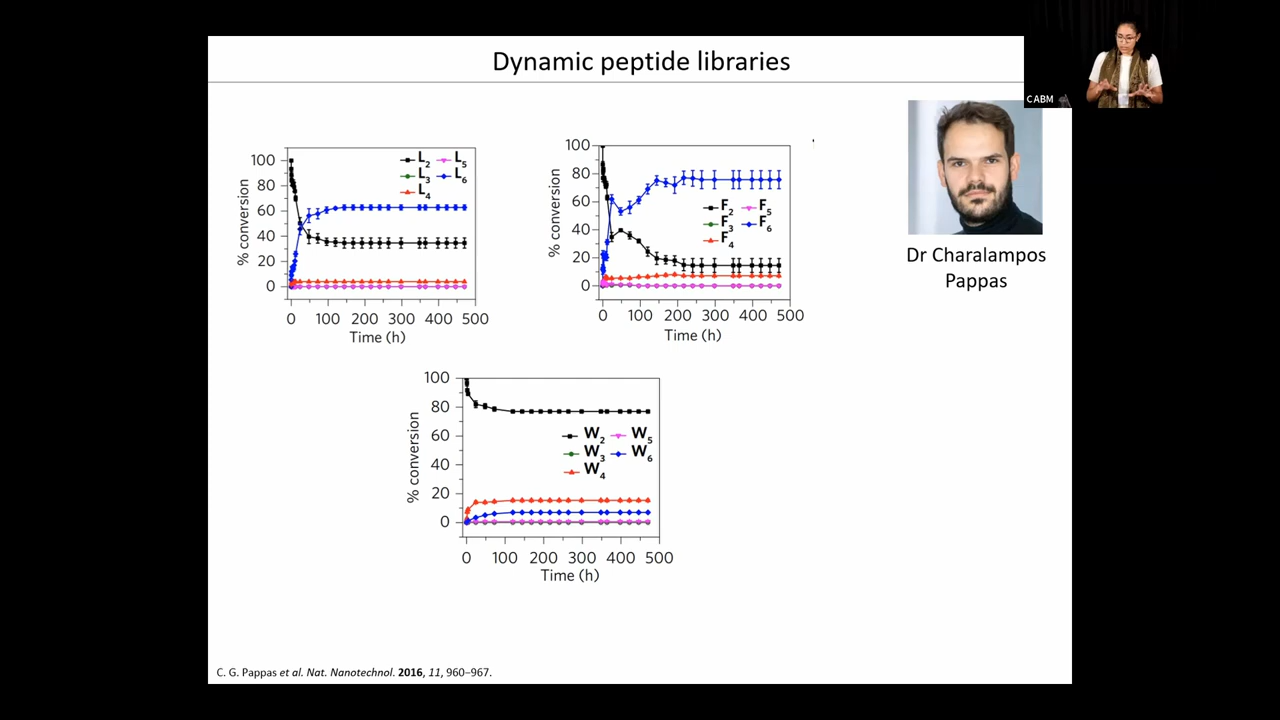 Dynamic peptide libraries
CABM
100
80
60
40
20
0
% conversion
L2 L5
L3 L6
L4
0 100 200 300 400 500
Time (h)
100
80
60
40
20
0
% conversion
F2 F5
F3 F6
F4
0 100 200 300 400 500
Time (h)
Dr Charalampos
Pappas
100
80
60
40
20
0
% conversion
W2 W5
W3 W6
W4
0 100 200 300 400 500
Time (h)
C. G. Pappas et al. Nat. Nanotechnol. 2016, 11, 960–967.